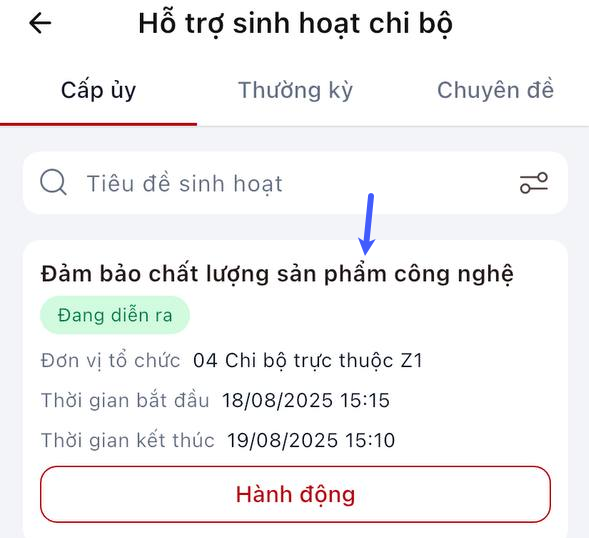 Hỗ trợ sinh hoạt chi bộ
Cấp ủy Thường kỳ Chuyên đề
Tiêu đề sinh hoạt
Đảm bảo chất lượng sản phẩm công nghệ
Đang diễn ra
Đơn vị tổ chức 04 Chi bộ trực thuộc Z1
Thời gian bắt đầu 18/08/2025 15:15
Thời gian kết thúc 19/08/2025 15:10
Hành động